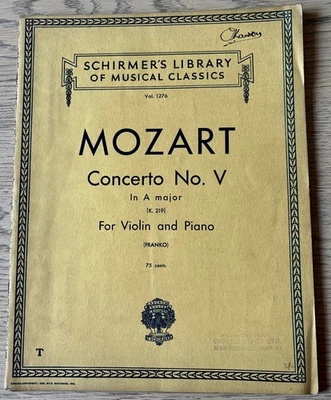 SCHIRMER'S LIBRARY
OF MUSICAL CLASSICS
Vol. 1276
MOZART
Concerto No. V
In A major
(K. 219)
For Violin and Piano
(FRANKO)
75 cents
T